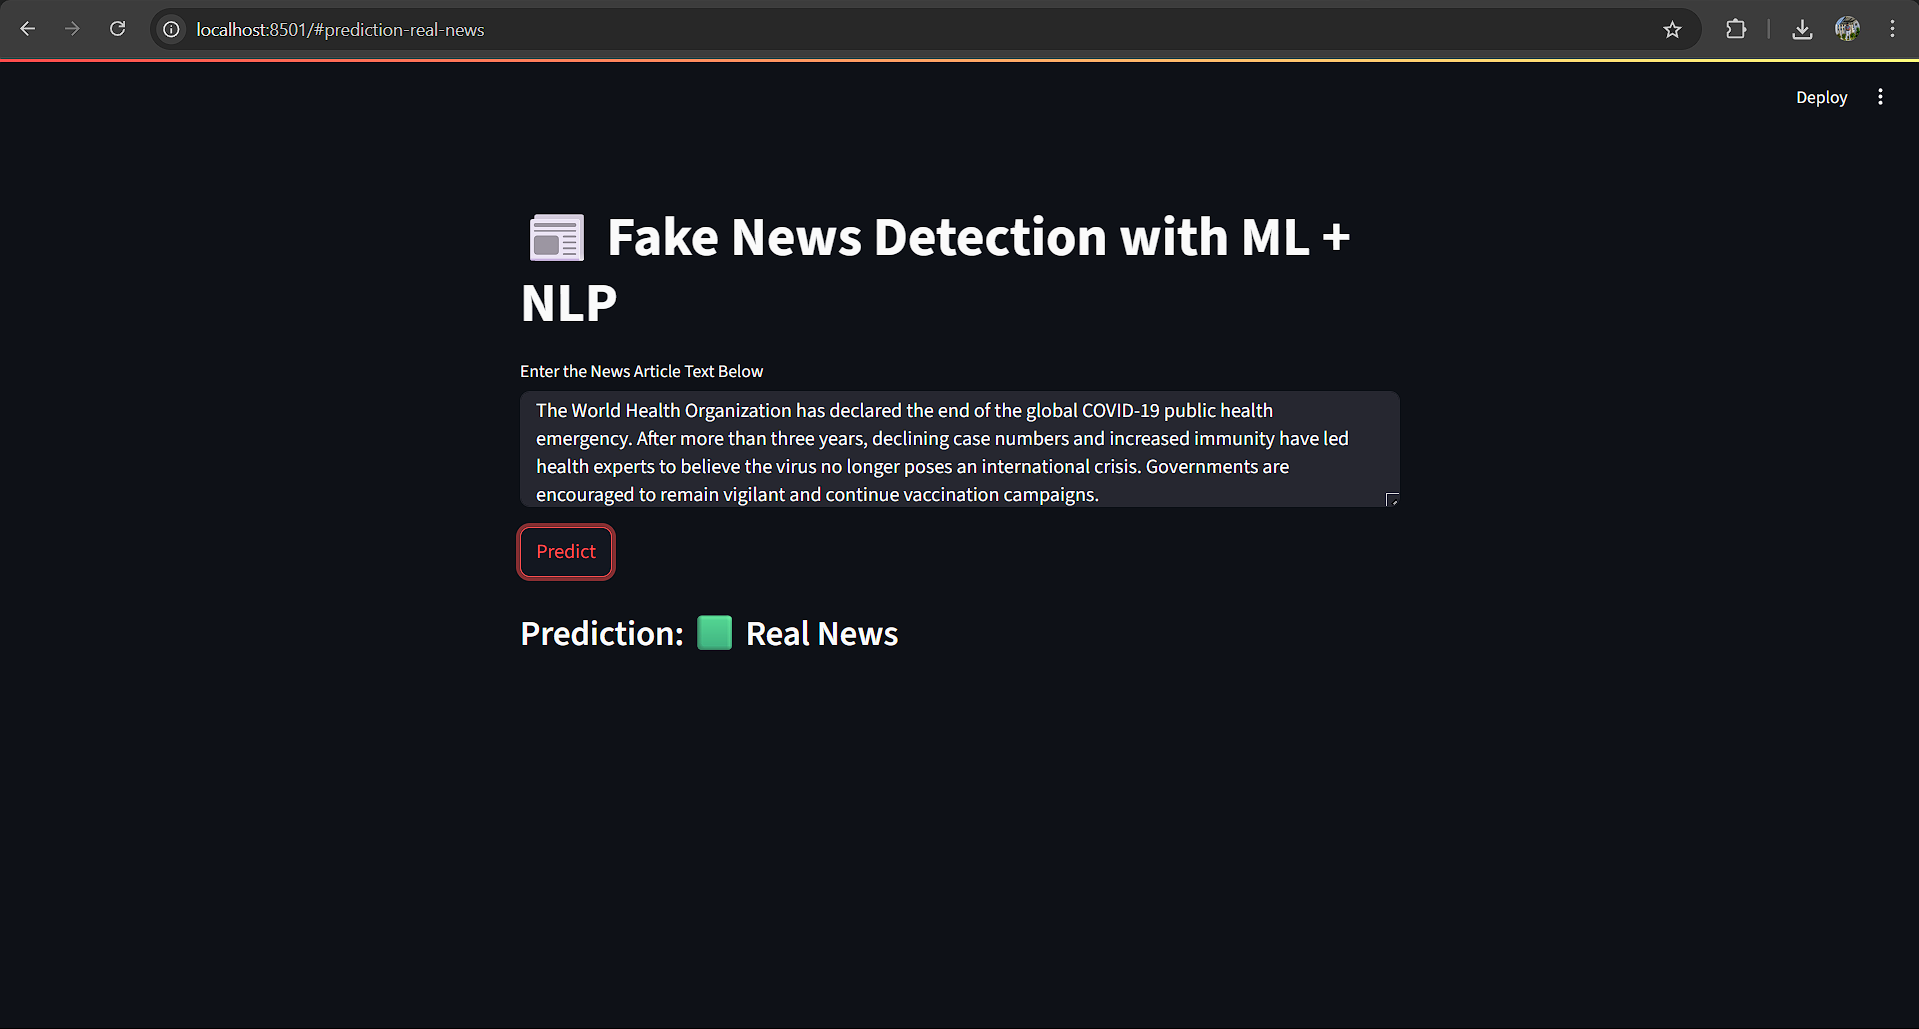 localhost:8501/#prediction-real-news
Deploy
Fake News Detection with ML +
NLP
Enter the News Article Text Below
The World Health Organization has declared the end of the global COVID-19 public health
emergency. After more than three years, declining case numbers and increased immunity have led
health experts to believe the virus no longer poses an international crisis. Governments are
encouraged to remain vigilant and continue vaccination campaigns.
Predict
Prediction: 🟩 Real News